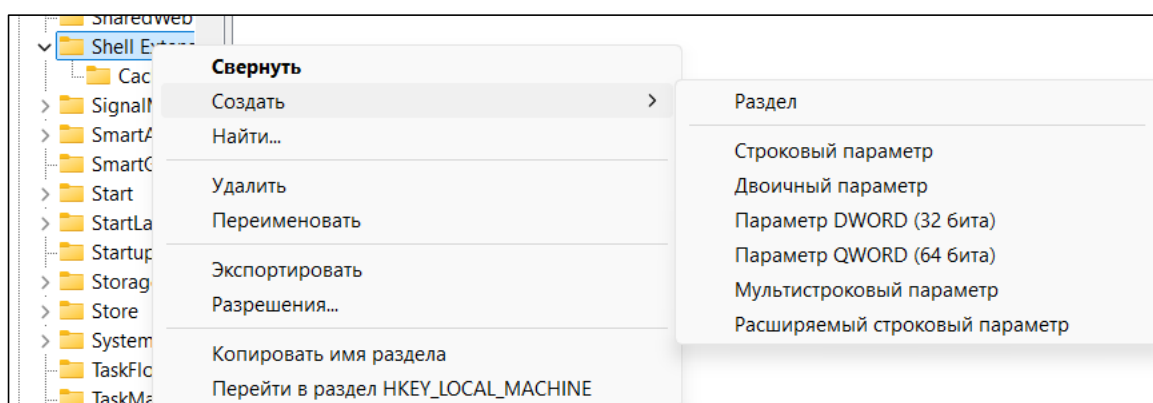 SharedWeb
Shell Exten
Cac
Signal
SmartA
SmartG
Start
StartLa
Startup
Storag
Store
System
TaskFlo
TaskMa
Свернуть
Создать
Найти...
Удалить
Переименовать
Экспортировать
Разрешения...
Копировать имя раздела
Перейти в раздел HKEY_LOCAL_MACHINE
Раздел
Строковый параметр
Двоичный параметр
Параметр DWORD (32 бита)
Параметр QWORD (64 бита)
Мультистроковый параметр
Расширяемый строковый параметр